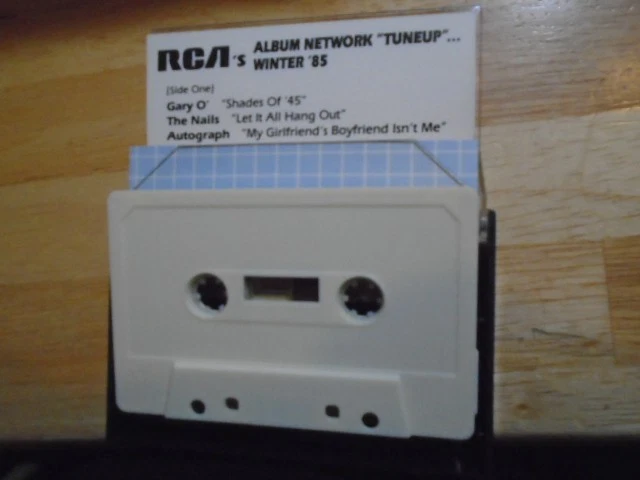 RCA's ALBUM NETWORK "TUNEUP"...
WINTER '85
(Side One)
Gary O' "Shades Of '45"
The Nails "Let It All Hang Out"
Autograph "My Girlfriend's Boyfriend Isn't Me"